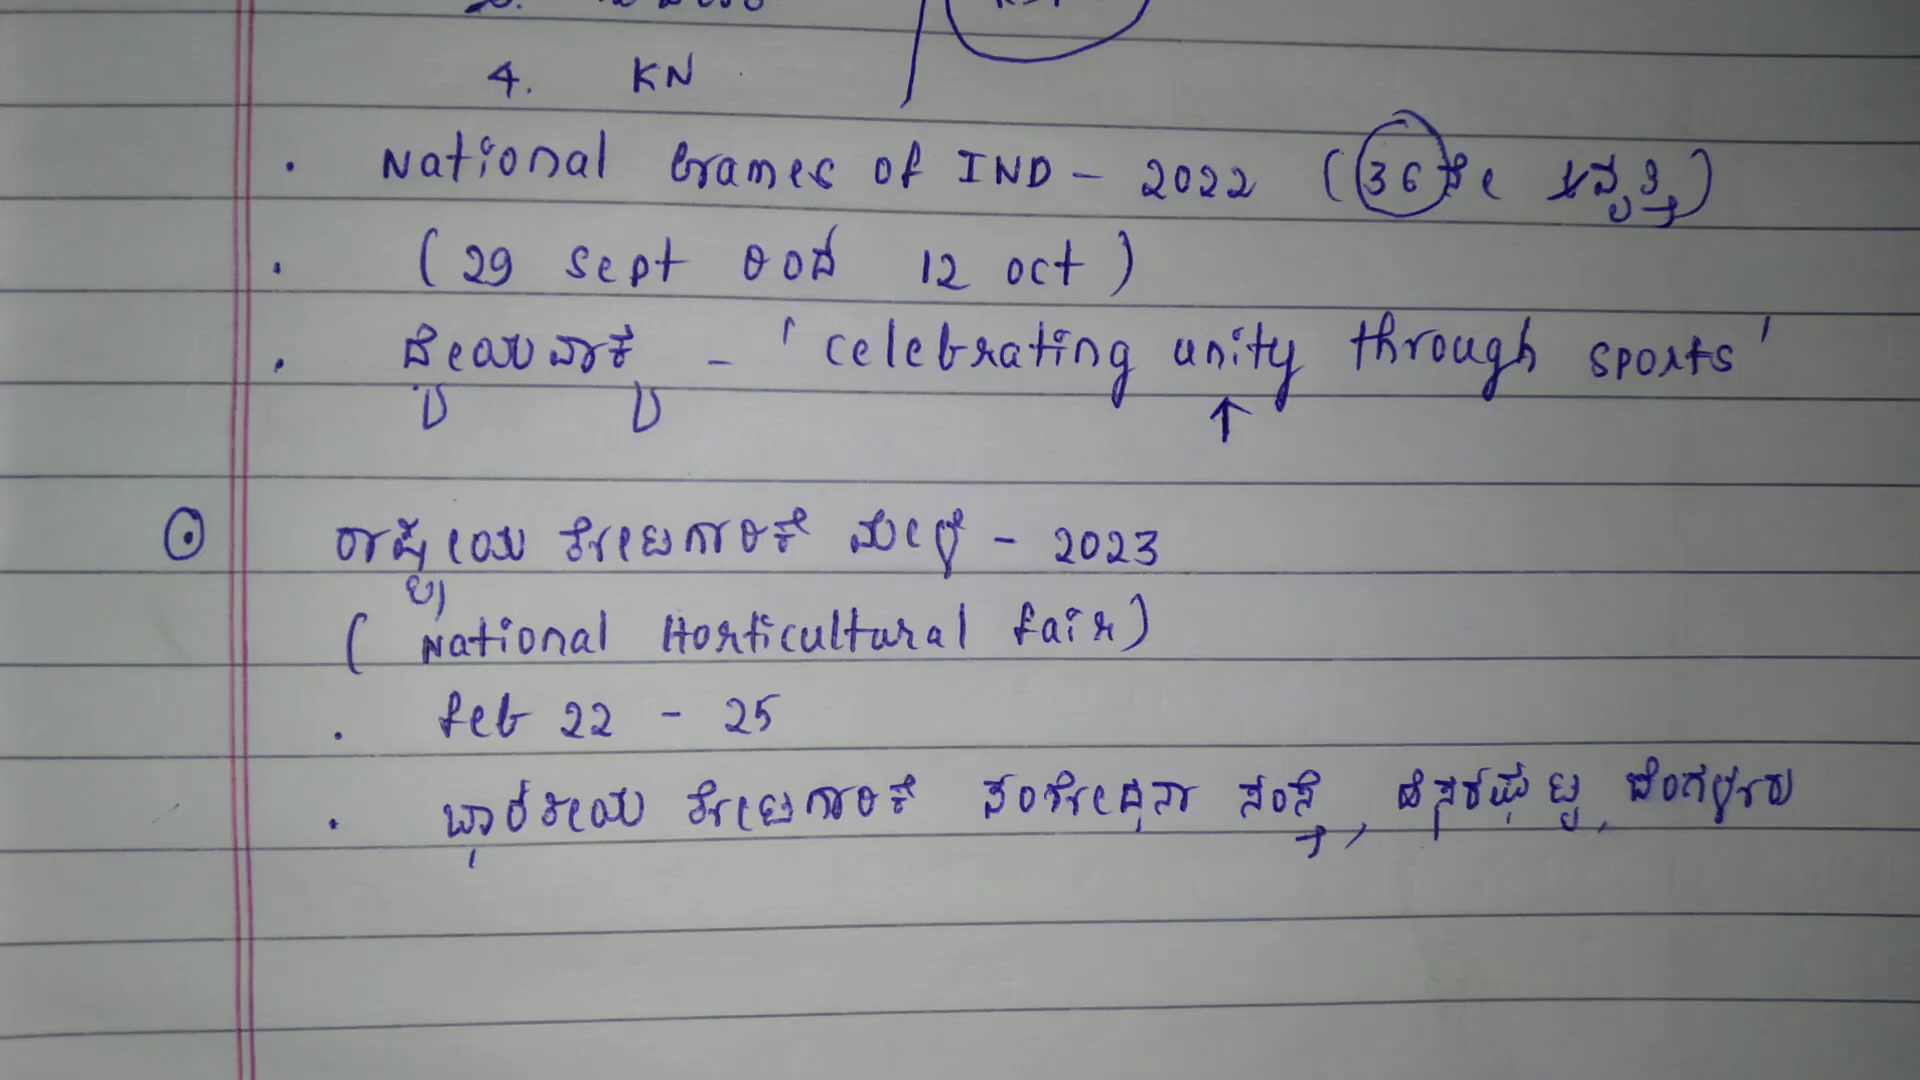 4. KN
. National Games of IND - 2022 (36ನೇ ಆವೃತ್ತಿ)
. (29 Sept ರಿಂದ 12 oct)
. ಧ್ಯೇಯವಾಕ್ಯ - 'celebrating unity through sports'
⊙ ರಾಷ್ಟ್ರೀಯ ತೋಟಗಾರಿಕೆ ಮೇಳ - 2023
(National Horticultural fair)
. feb 22 - 25
. ಭಾರತೀಯ ತೋಟಗಾರಿಕೆ ಸಂಶೋಧನಾ ಸಂಸ್ಥೆ, ಹೆಸರಘಟ್ಟ, ಬೆಂಗಳೂರು